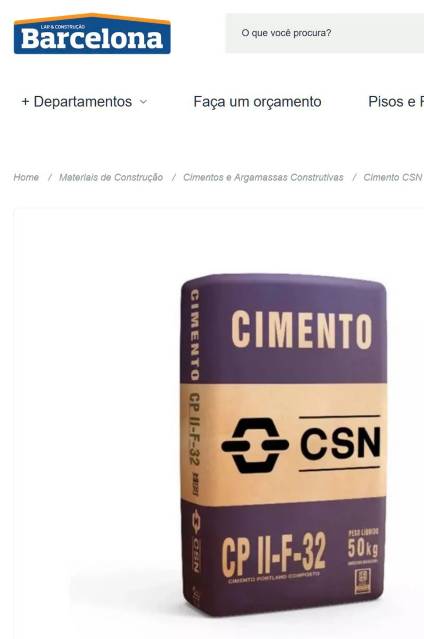 LAR & CONSTRUÇÃO
Barcelona
O que você procura?
+ Departamentos
Faça um orçamento
Pisos e
Home / Materiais de Construção / Cimentos e Argamassas Construtivas / Cimento CSN
CIMENTO CP II-F-32
CSN
CIMENTO
CSN
CP II-F-32
CIMENTO PORTLAND COMPOSTO
PESO LÍQUIDO
50kg